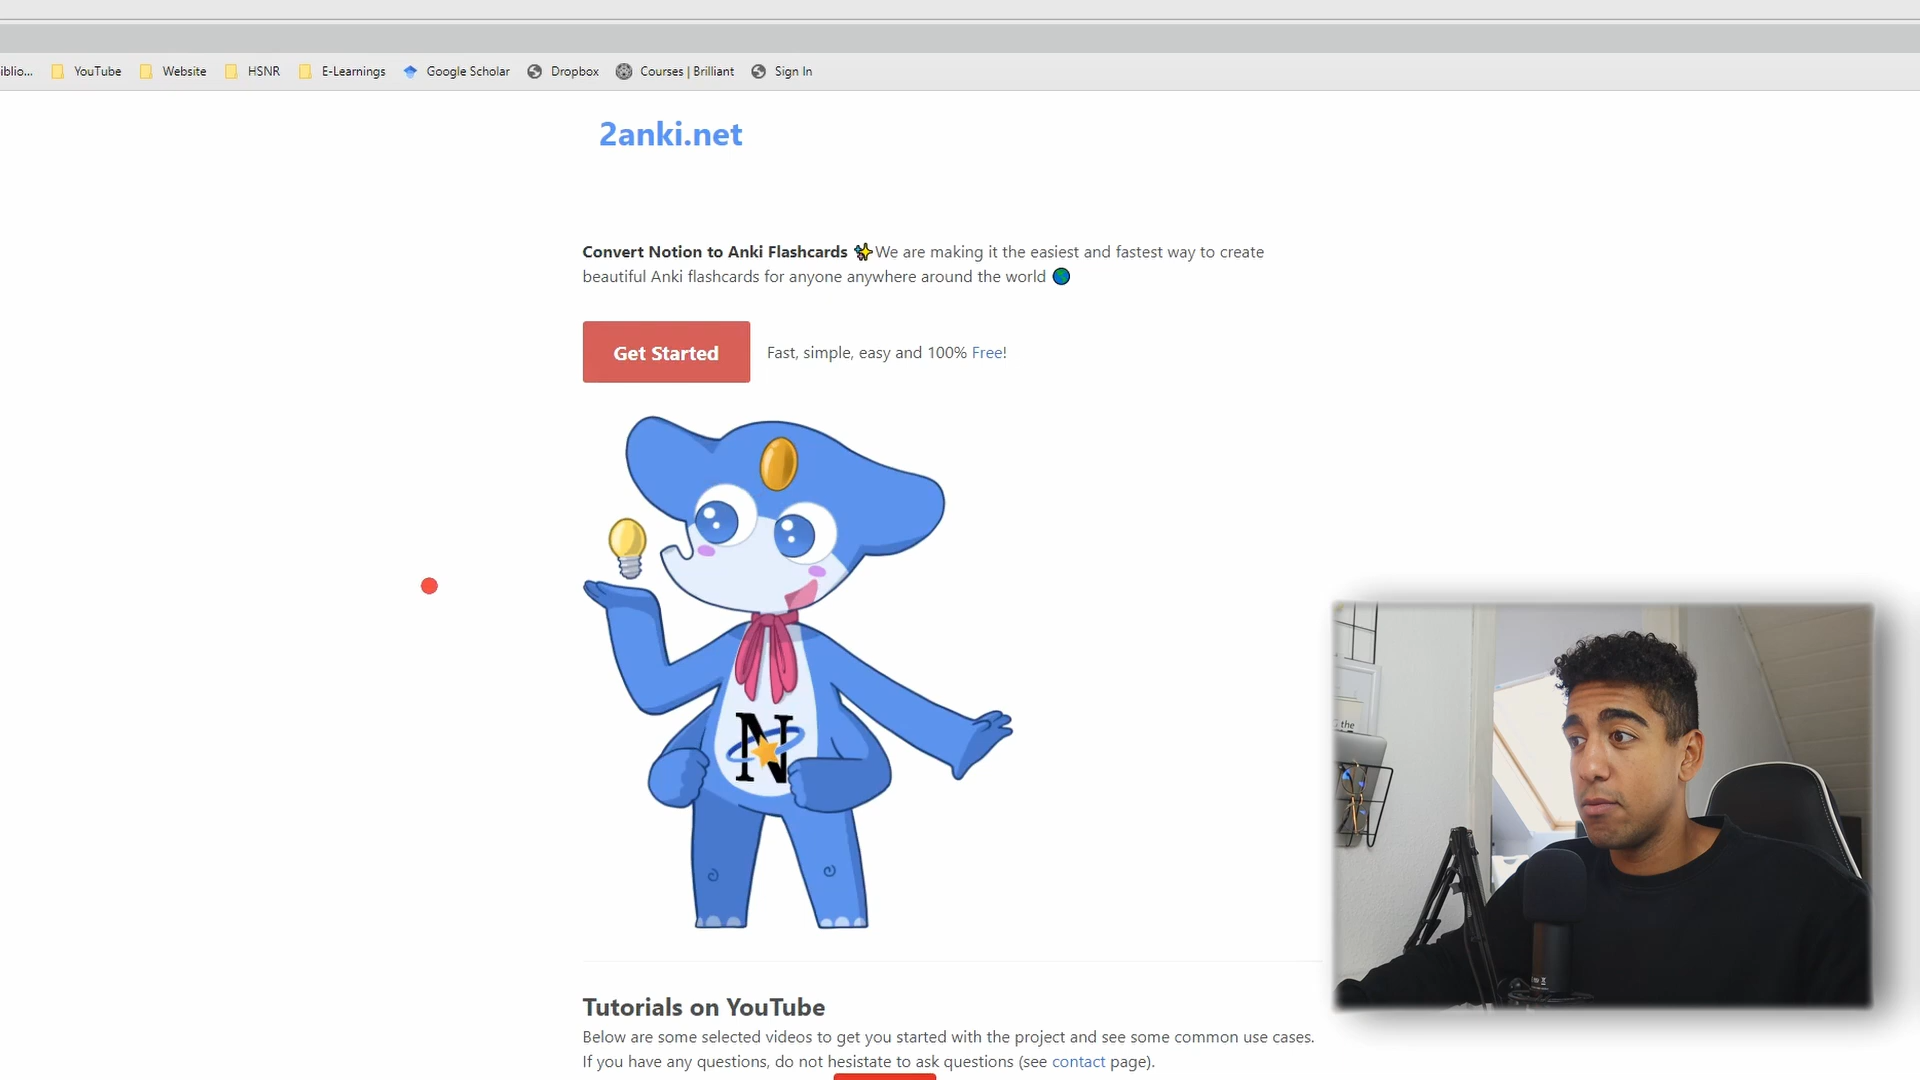 iblio...
YouTube
Website
HSNR
E-Learnings
Google Scholar
Dropbox
Courses | Brilliant
Sign In
2anki.net
Convert Notion to Anki Flashcards ✨We are making it the easiest and fastest way to create
beautiful Anki flashcards for anyone anywhere around the world 🌍
Get Started
Fast, simple, easy and 100% Free!
N
Tutorials on YouTube
Below are some selected videos to get you started with the project and see some common use cases.
If you have any questions, do not hesistate to ask questions (see contact page).
the